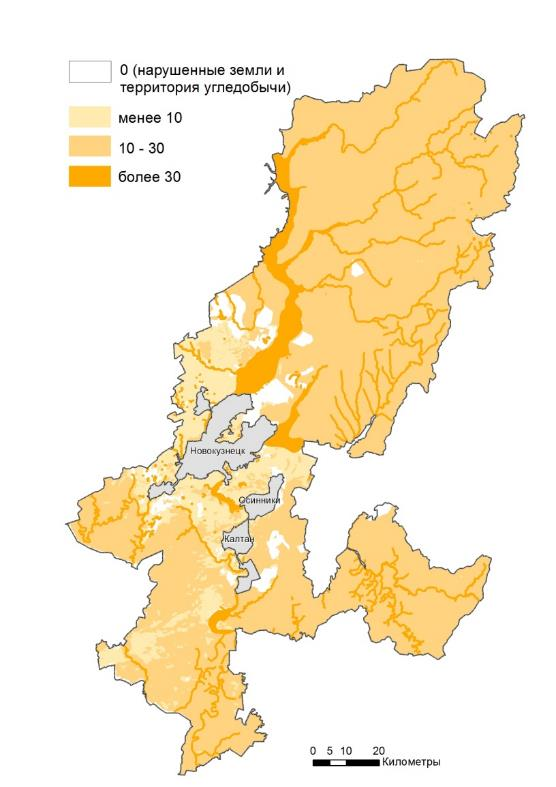 0 (нарушенные земли и
территория угледобычи)
менее 10
10 - 30
более 30
Новокузнецк
Осинники
Калтан
0 5 10 20
Километры